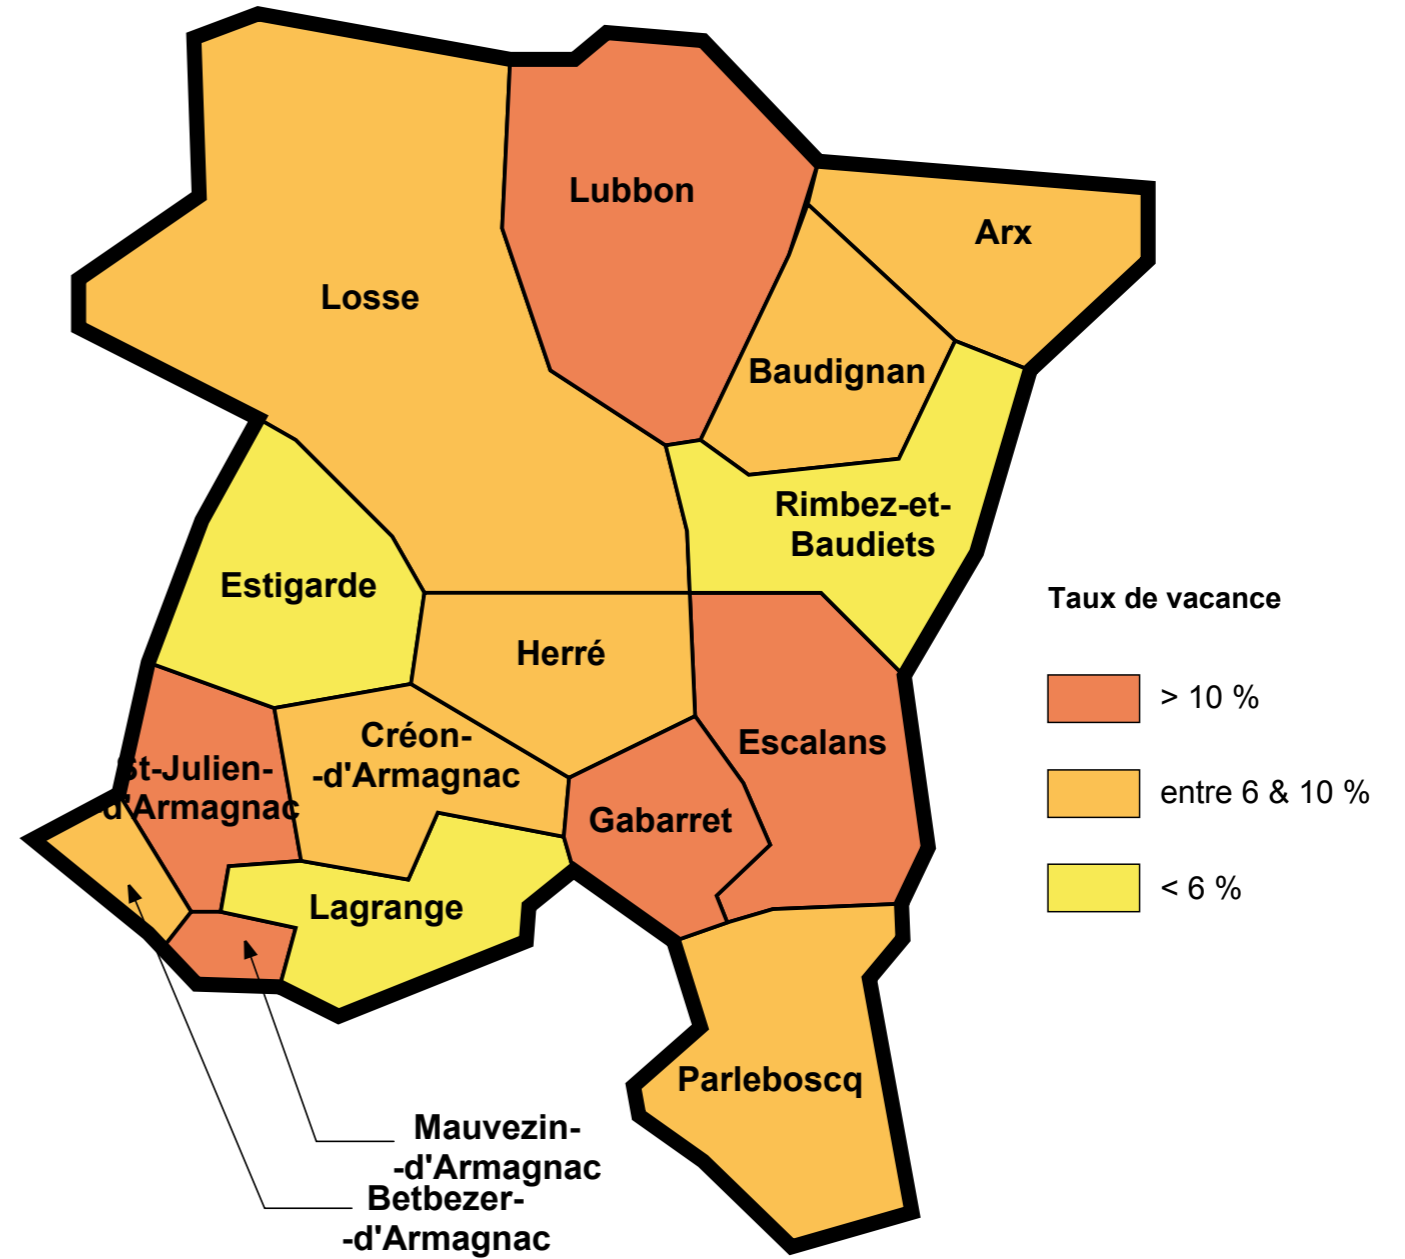 Lubbon
Arx
Losse
Baudignan
Rimbez-et-
Baudiets
Estigarde
Herré
Créon-
-d'Armagnac
Escalans
St-Julien-
d'Armagnac
Gabarret
Lagrange
Parleboscq
Mauvezin-
-d'Armagnac
Betbezer-
-d'Armagnac
Taux de vacance
> 10 %
entre 6 & 10 %
< 6 %